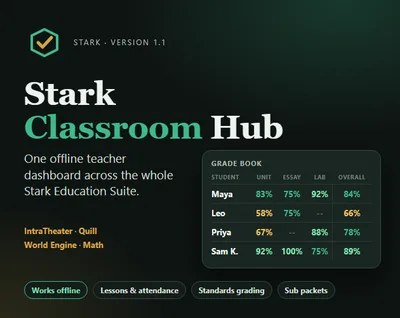 STARK · VERSION 1.1
Stark
Classroom Hub
One offline teacher
dashboard across the whole
Stark Education Suite.
IntraTheater · Quill
World Engine · Math
GRADE BOOK
STUDENT UNIT ESSAY LAB OVERALL
Maya 83% 75% 92% 84%
Leo 58% 75% -- 66%
Priya 67% -- 88% 78%
Sam K. 92% 100% 75% 89%
Works offline
Lessons & attendance
Standards grading
Sub packets